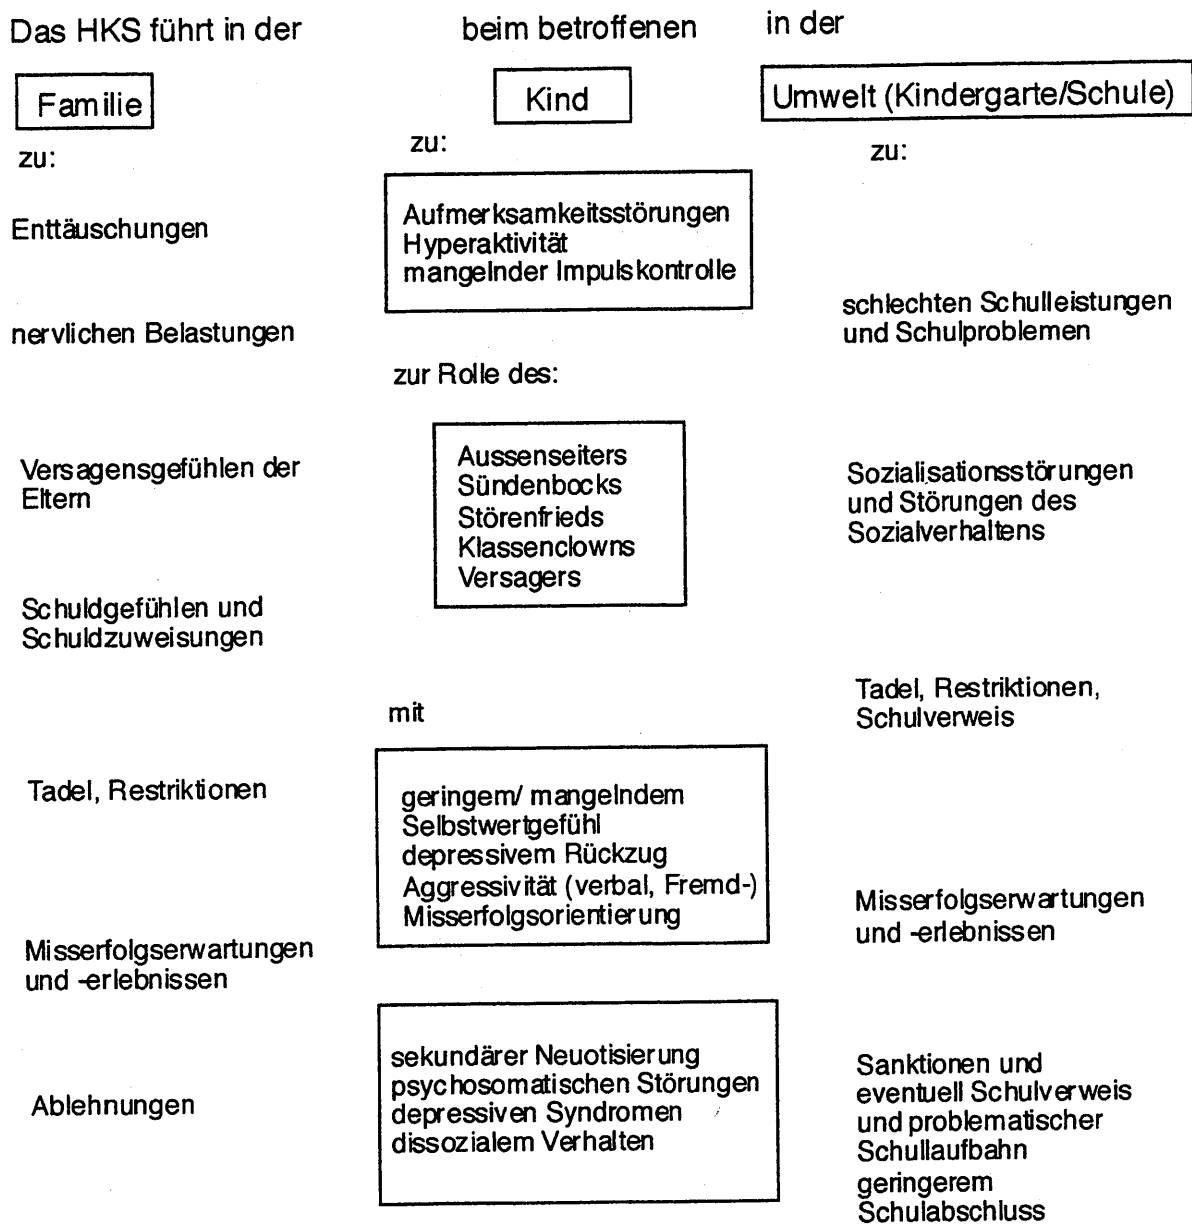 Das HKS führt in der
Familie
zu:
Enttäuschungen
nervlichen Belastungen
Versagensgefühlen der
Eltern
Schuldgefühlen und
Schuldzuweisungen
Tadel, Restriktionen
Misserfolgserwartungen
und -erlebnissen
Ablehnungen
beim betroffenen
Kind
zu:
Aufmerksamkeitsstörungen
Hyperaktivität
mangelnder Impulskontrolle
zur Rolle des:
Aussenseiters
Sündenbocks
Störenfrieds
Klassenclowns
Versagers
mit
geringem/ mangelndem
Selbstwertgefühl
depressivem Rückzug
Aggressivität (verbal, Fremd-)
Misserfolgsorientierung
sekundärer Neuotisierung
psychosomatischen Störungen
depressiven Syndromen
dissozialem Verhalten
in der
Umwelt (Kindergarte/Schule)
zu:
schlechten Schulleistungen
und Schulproblemen
Sozialisationsstörungen
und Störungen des
Sozialverhaltens
Tadel, Restriktionen,
Schulverweis
Misserfolgserwartungen
und -erlebnissen
Sanktionen und
eventuell Schulverweis
und problematischer
Schullaufbahn
geringerem
Schulabschluss